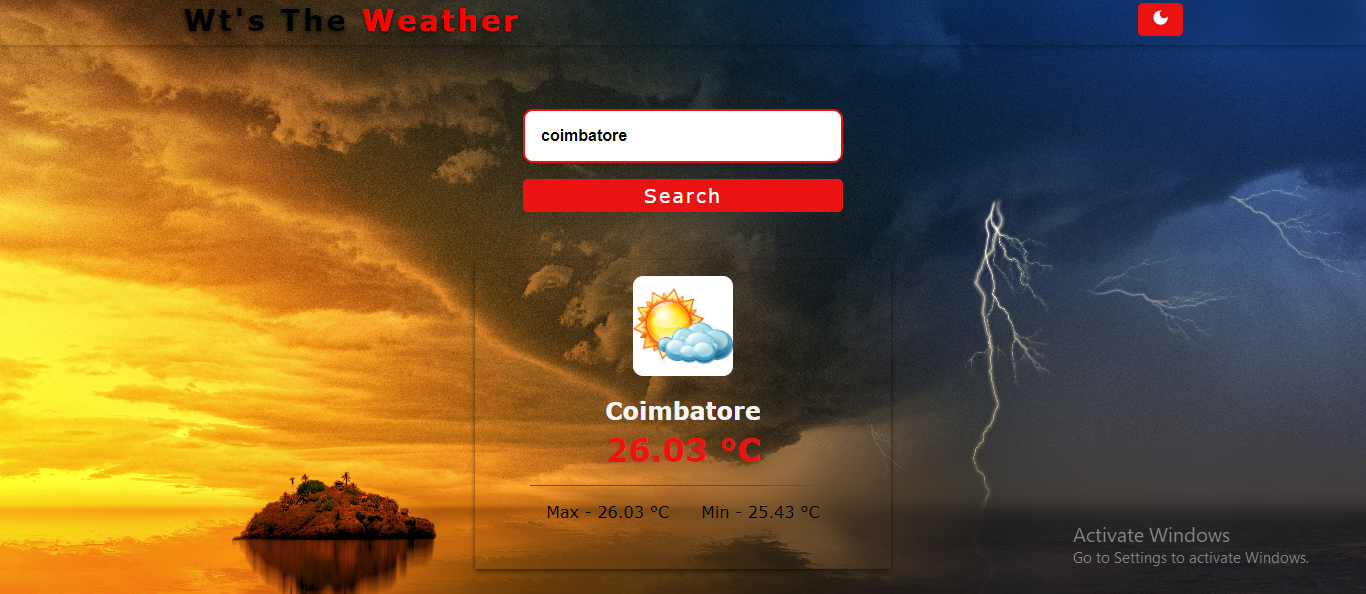 Wt's The Weather
coimbatore
Search
Coimbatore
26.03 °C
Max - 26.03 °C Min - 25.43 °C
Activate Windows
Go to Settings to activate Windows.